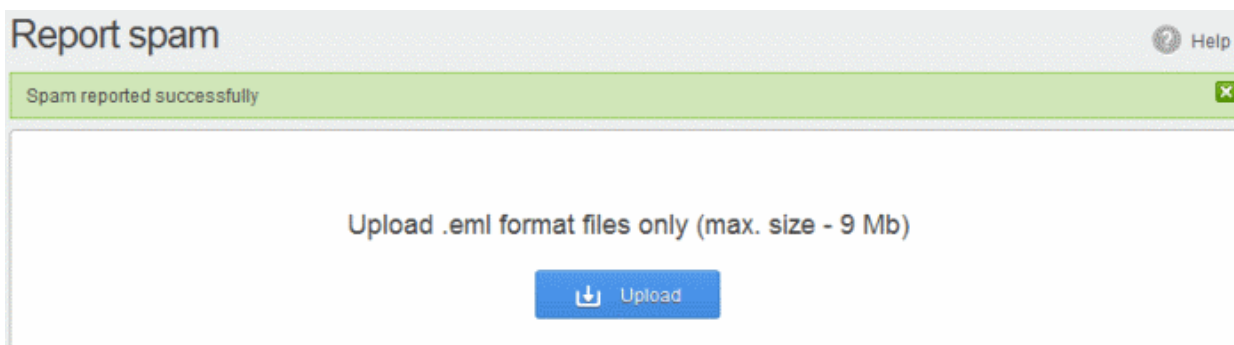 Report spam
Help
Spam reported successfully
Upload .eml format files only (max. size - 9 Mb)
Upload